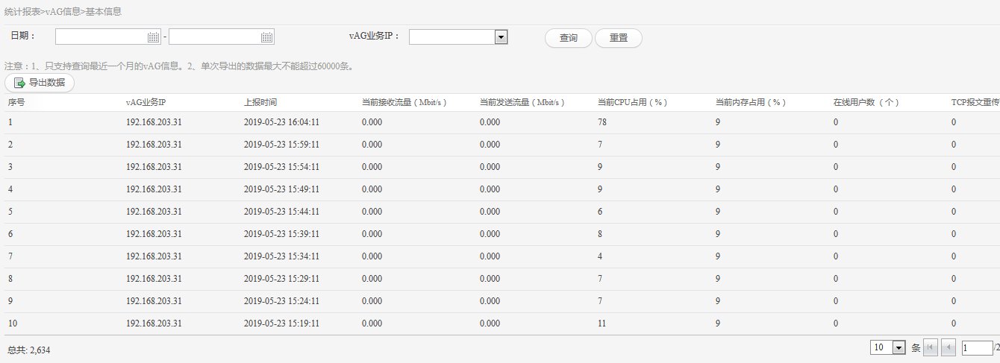 统计报表>vAG信息>基本信息
日期： - vAG业务IP： 查询 重置
注意：1、只支持查询最近一个月的vAG信息。2、单次导出的数据最大不能超过60000条。
导出数据
序号 vAG业务IP 上报时间 当前接收流量（Mbit/s） 当前发送流量（Mbit/s） 当前CPU占用（%） 当前内存占用（%） 在线用户数（个） TCP报文重传
1 192.168.203.31 2019-05-23 16:04:11 0.000 0.000 78 9 0 0
2 192.168.203.31 2019-05-23 15:59:11 0.000 0.000 7 9 0 0
3 192.168.203.31 2019-05-23 15:54:11 0.000 0.000 9 9 0 0
4 192.168.203.31 2019-05-23 15:49:11 0.000 0.000 9 9 0 0
5 192.168.203.31 2019-05-23 15:44:11 0.000 0.000 6 9 0 0
6 192.168.203.31 2019-05-23 15:39:11 0.000 0.000 8 9 0 0
7 192.168.203.31 2019-05-23 15:34:11 0.000 0.000 4 9 0 0
8 192.168.203.31 2019-05-23 15:29:11 0.000 0.000 7 9 0 0
9 192.168.203.31 2019-05-23 15:24:11 0.000 0.000 7 9 0 0
10 192.168.203.31 2019-05-23 15:19:11 0.000 0.000 11 9 0 0
总共: 2,634 10 条 1 /2